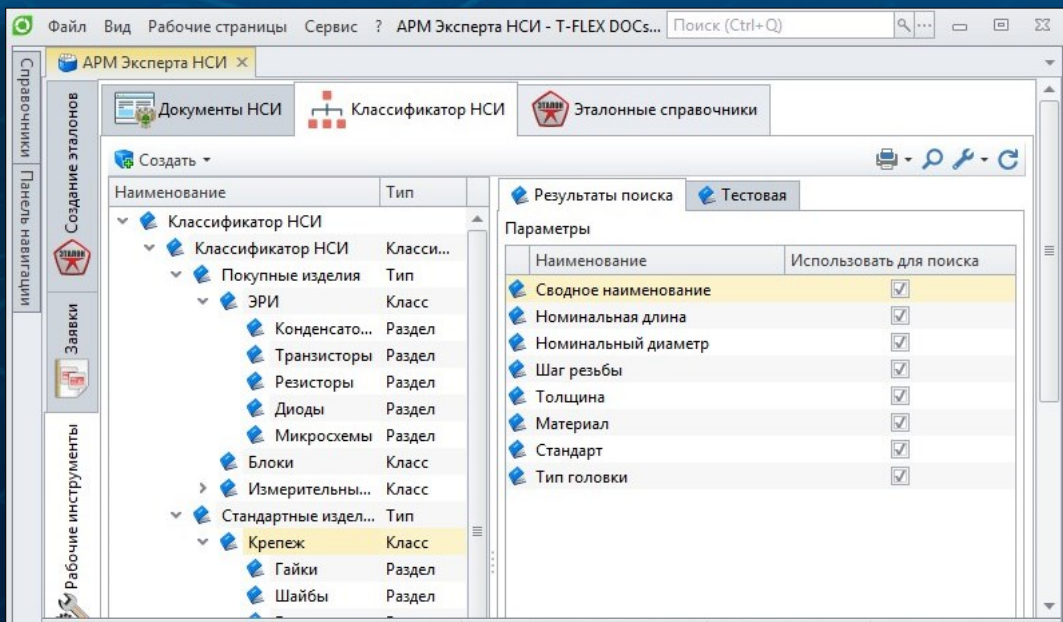 Файл Вид Рабочие страницы Сервис ? АРМ Эксперта НСИ - T-FLEX DOCs... Поиск (Ctrl+Q)
Справочники
Панель навигации
АРМ Эксперта НСИ
Создание эталонов
ЭТАЛОН
Заявки
Рабочие инструменты
Документы НСИ Классификатор НСИ ЭТАЛОН Эталонные справочники
Создать
Наименование Тип
Классификатор НСИ
Классификатор НСИ Класси...
Покупные изделия Тип
ЭРИ Класс
Конденсато... Раздел
Транзисторы Раздел
Резисторы Раздел
Диоды Раздел
Микросхемы Раздел
Блоки Класс
Измерительны... Класс
Стандартные издел... Тип
Крепеж Класс
Гайки Раздел
Шайбы Раздел
Результаты поиска Тестовая
Параметры
Наименование Использовать для поиска
Сводное наименование
Номинальная длина
Номинальный диаметр
Шаг резьбы
Толщина
Материал
Стандарт
Тип головки